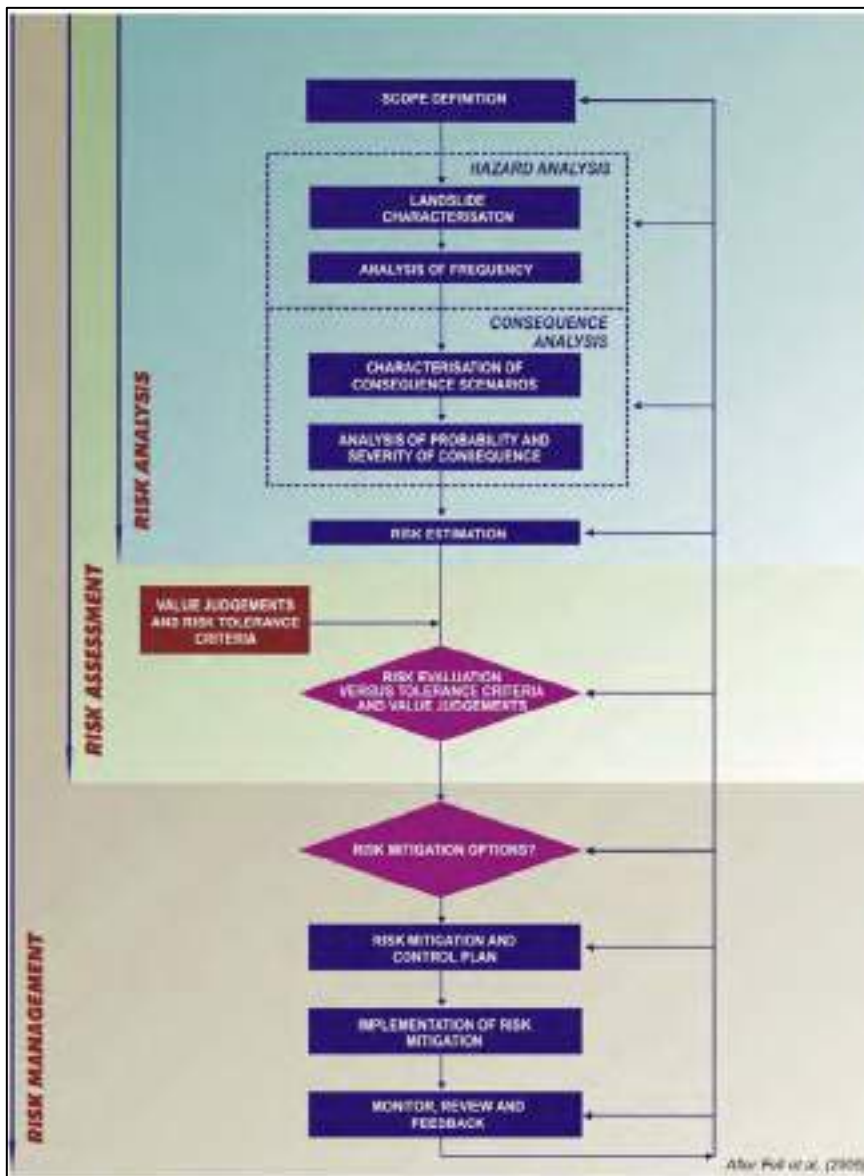 SCOPE DEFINITION
HAZARD ANALYSIS
LANDSLIDE
CHARACTERISATON
ANALYSIS OF FREQUENCY
CONSEQUENCE
ANALYSIS
CHARACTERISATION OF
CONSEQUENCE SCENARIOS
ANALYSIS OF PROBABILITY AND
SEVERITY OF CONSEQUENCE
RISK ESTIMATION
RISK ANALYSIS
VALUE JUDGEMENTS
AND RISK TOLERANCE
CRITERIA
RISK EVALUATION
VERSUS TOLERANCE CRITERIA
AND VALUE JUDGEMENTS
RISK ASSESSMENT
RISK MITIGATION OPTIONS?
RISK MITIGATION AND
CONTROL PLAN
IMPLEMENTATION OF RISK
MITIGATION
MONITOR, REVIEW AND
FEEDBACK
RISK MANAGEMENT
After et al.